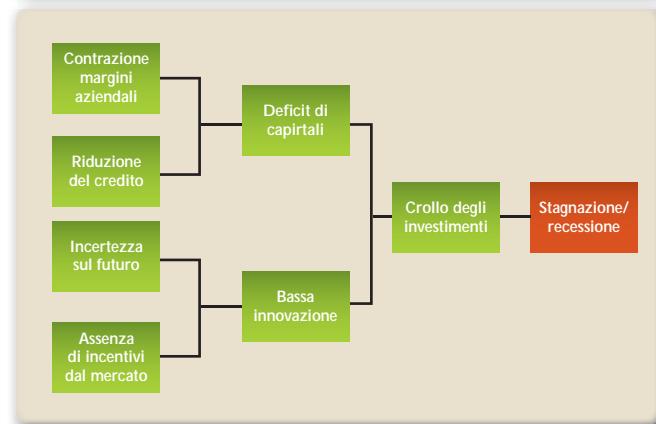 Contrazione
margini
aziendali
Riduzione
del credito
Incertezza
sul futuro
Assenza
di incentivi
dal mercato
Deficit di
capirtali
Bassa
innovazione
Crollo degli
investimenti
Stagnazione/
recessione